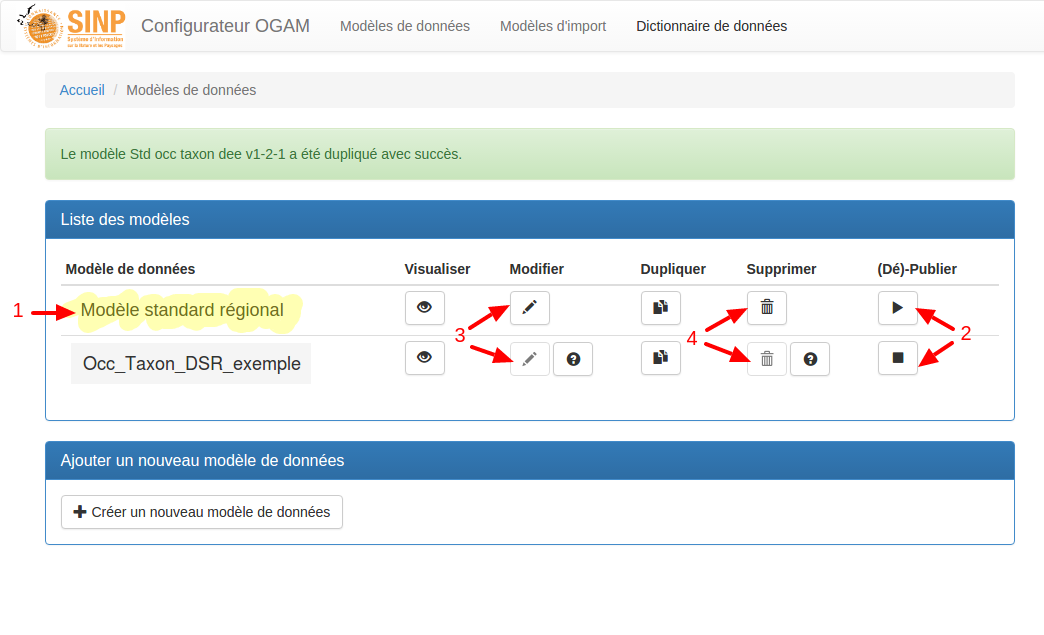 SINP
Système d'Information
sur la Nature et les Paysages
Configurateur OGAM Modèles de données Modèles d'import Dictionnaire de données
Accueil / Modèles de données
Le modèle Std occ taxon dee v1-2-1 a été dupliqué avec succès.
Liste des modèles
Modèle de données Visualiser Modifier Dupliquer Supprimer (Dé)-Publier
1 Modèle standard régional
3 4 2
Occ_Taxon_DSR_exemple
Ajouter un nouveau modèle de données
Créer un nouveau modèle de données